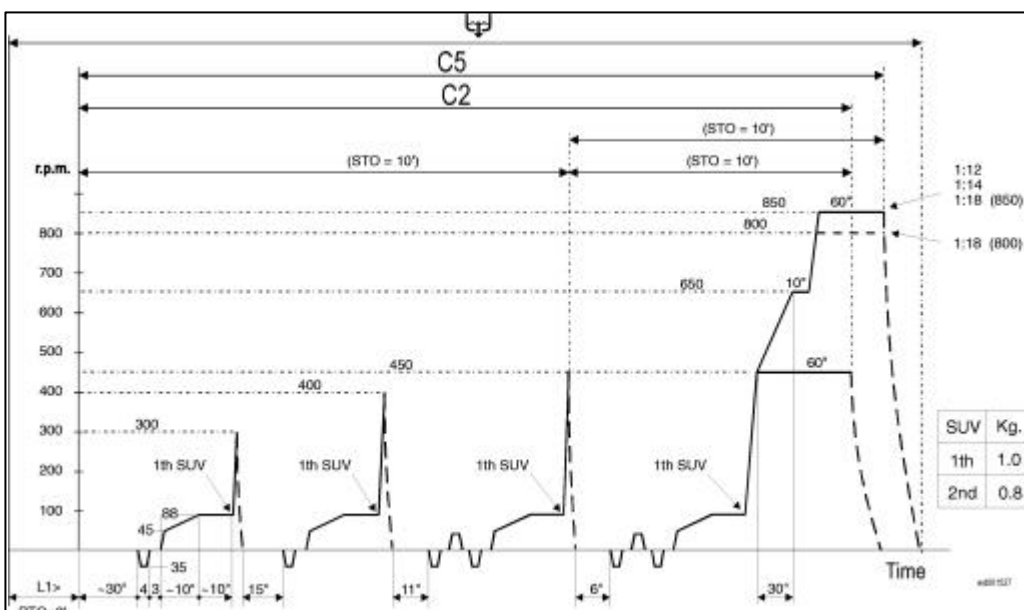 C5
C2
(STO = 10')
(STO = 10') (STO = 10')
r.p.m.
1:12
1:14
1:18 (850)
850 60"
800 800
1:18 (800)
700
650 10"
600
500
450
400 400 60"
300 300
SUV Kg.
1th 1.0
2nd 0.8
200
1th SUV 1th SUV 1th SUV 1th SUV
100
88
45
35
Time
L1> ~30" 4 3 ~10" ~10" 15" 11" 6" 30"